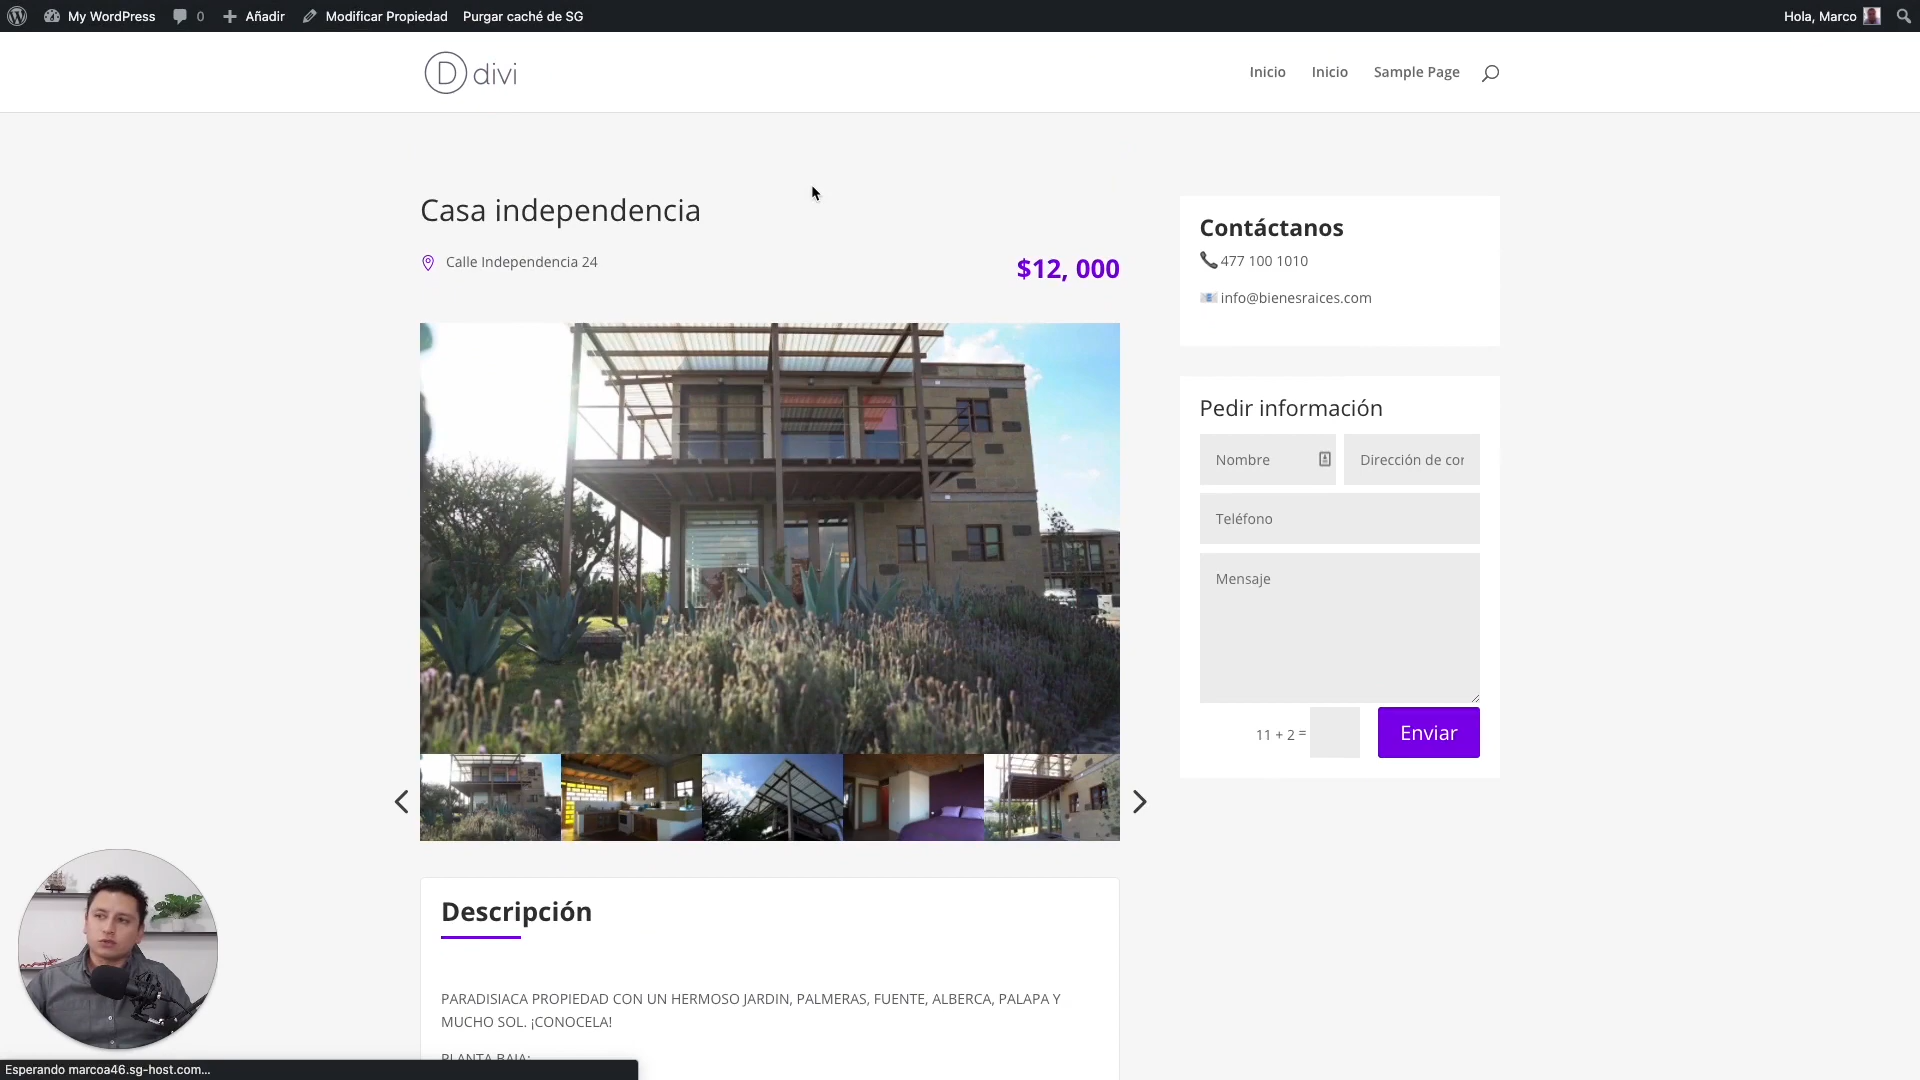 My WordPress 0 Añadir Modificar Propiedad Purgar caché de SG Hola, Marco
D divi Inicio Inicio Sample Page
Casa independencia
Calle Independencia 24
$12, 000
Contáctanos
477 100 1010
info@bienesraices.com
Pedir información
Nombre Dirección de cor
Teléfono
Mensaje
11 + 2 = Enviar
Descripción
PARADISIACA PROPIEDAD CON UN HERMOSO JARDIN, PALMERAS, FUENTE, ALBERCA, PALAPA Y
MUCHO SOL. ¡CONOCELA!
PLANTA BAJA:
Esperando marcoa46.sg-host.com...